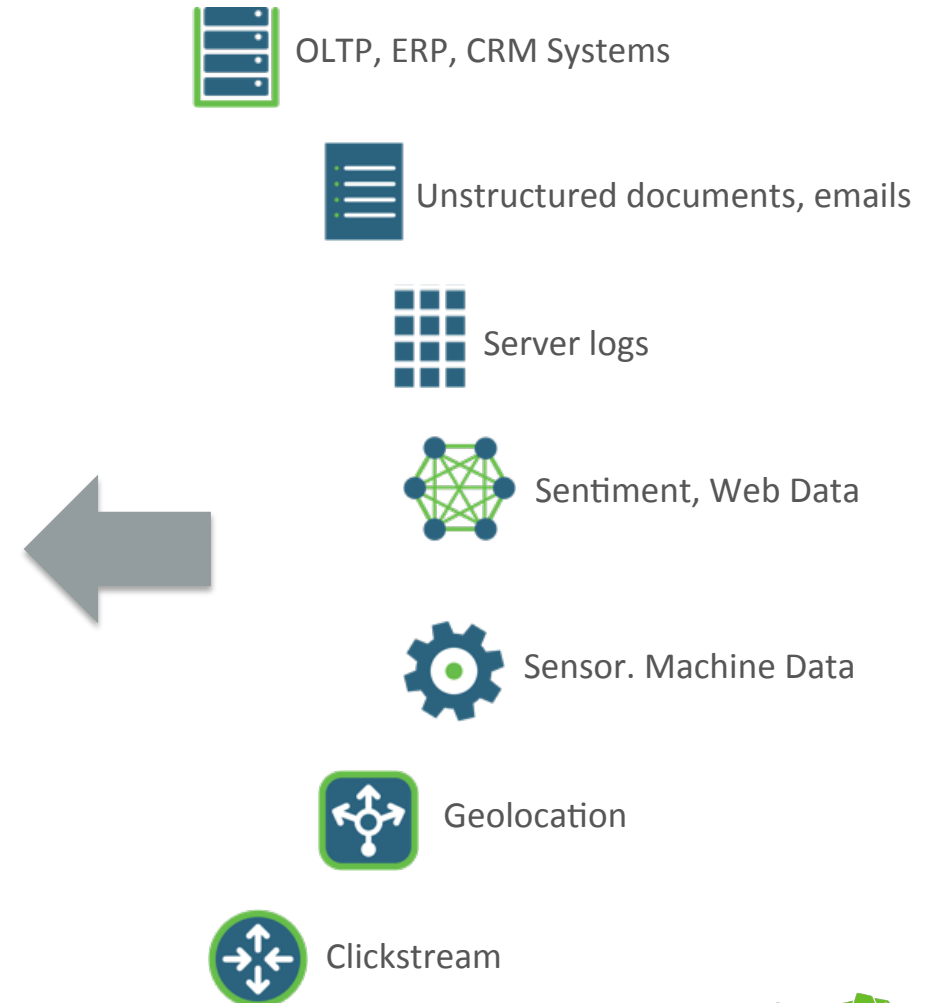 OLTP, ERP, CRM Systems
Unstructured documents, emails
Server logs
Sentiment, Web Data
Sensor. Machine Data
Geolocation
Clickstream